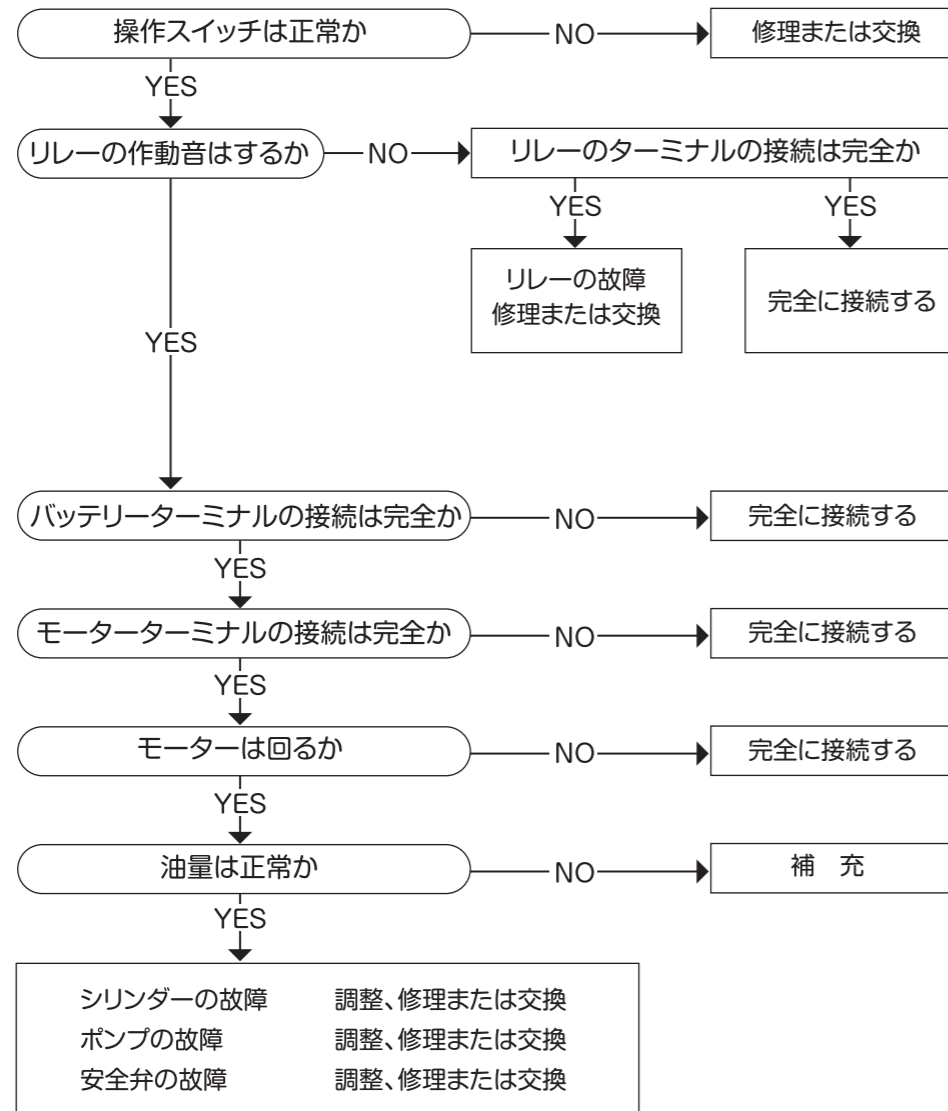 操作スイッチは正常か
NO
修理または交換
YES
リレーの作動音はするか
NO
リレーのターミナルの接続は完全か
YES
YES
リレーの故障
修理または交換
完全に接続する
YES
バッテリーターミナルの接続は完全か
NO
完全に接続する
YES
モーターターミナルの接続は完全か
NO
完全に接続する
YES
モーターは回るか
NO
完全に接続する
YES
油量は正常か
NO
補　充
YES
シリンダーの故障　調整、修理または交換
ポンプの故障　調整、修理または交換
安全弁の故障　調整、修理または交換